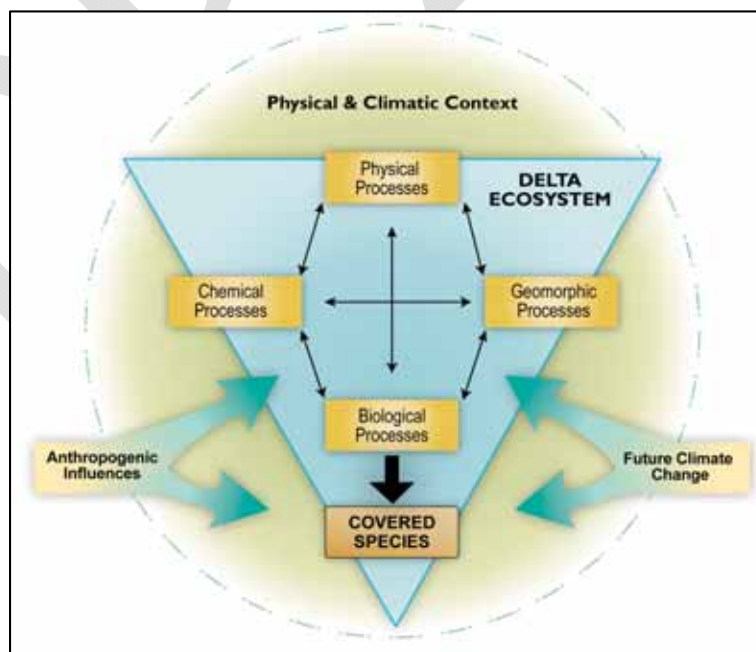 Physical & Climatic Context
Physical
Processes
DELTA
ECOSYSTEM
Chemical
Processes
Geomorphic
Processes
Biological
Processes
Anthropogenic
Influences
Future Climate
Change
COVERED
SPECIES